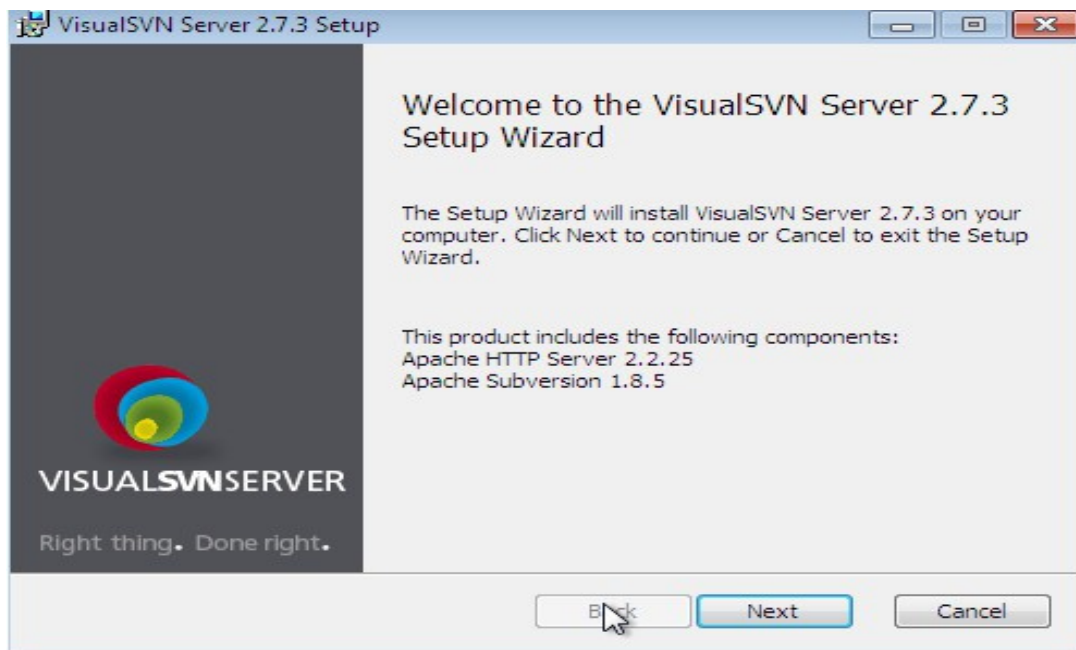 VisualSVN Server 2.7.3 Setup
Welcome to the VisualSVN Server 2.7.3
Setup Wizard
The Setup Wizard will install VisualSVN Server 2.7.3 on your
computer. Click Next to continue or Cancel to exit the Setup
Wizard.
This product includes the following components:
Apache HTTP Server 2.2.25
Apache Subversion 1.8.5
VISUALSVNSERVER
Right thing. Done right.
Back Next Cancel